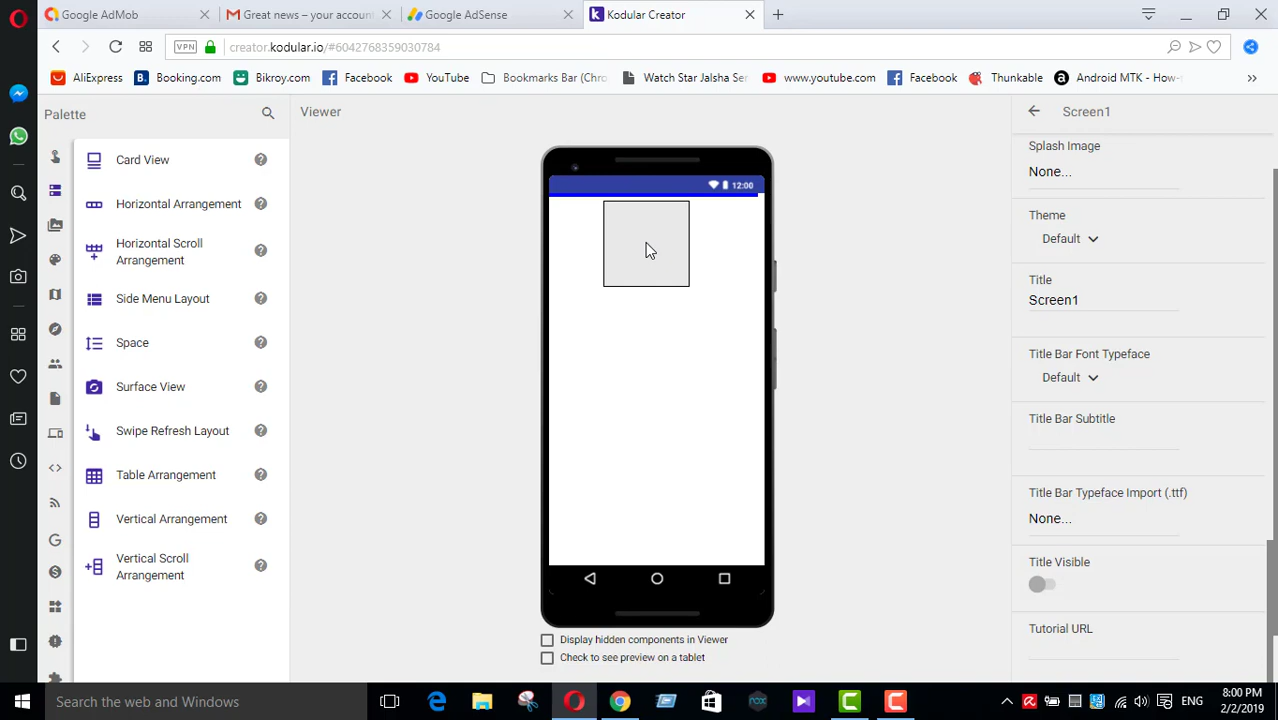 Google AdMob
Great news – your accoun
Google AdSense
Kodular Creator
VPN
creator.kodular.io/#6042768359030784
AliExpress
Booking.com
Bikroy.com
Facebook
YouTube
Bookmarks Bar (Chro
Watch Star Jalsha Ser
www.youtube.com
Facebook
Thunkable
Android MTK - How-
Palette
Viewer
Screen1
Card View
Horizontal Arrangement
Horizontal Scroll
Arrangement
Side Menu Layout
Space
Surface View
Swipe Refresh Layout
Table Arrangement
Vertical Arrangement
Vertical Scroll
Arrangement
12:00
Display hidden components in Viewer
Check to see preview on a tablet
Splash Image
None...
Theme
Default
Title
Screen1
Title Bar Font Typeface
Default
Title Bar Subtitle
Title Bar Typeface Import (.ttf)
None...
Title Visible
Tutorial URL
Search the web and Windows
nox
ENG
8:00 PM
2/2/2019